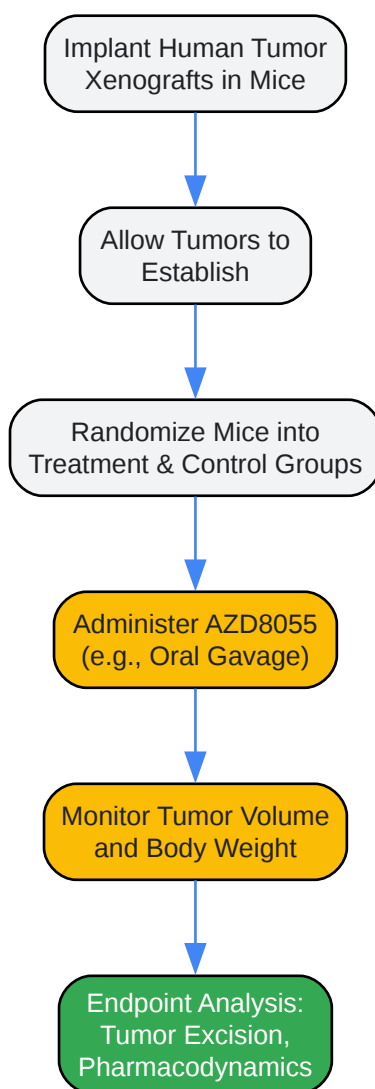 Implant Human Tumor
Xenografts in Mice
Allow Tumors to
Establish
Randomize Mice into
Treatment & Control Groups
Administer AZD8055
(e.g., Oral Gavage)
Monitor Tumor Volume
and Body Weight
Endpoint Analysis:
Tumor Excision,
Pharmacodynamics